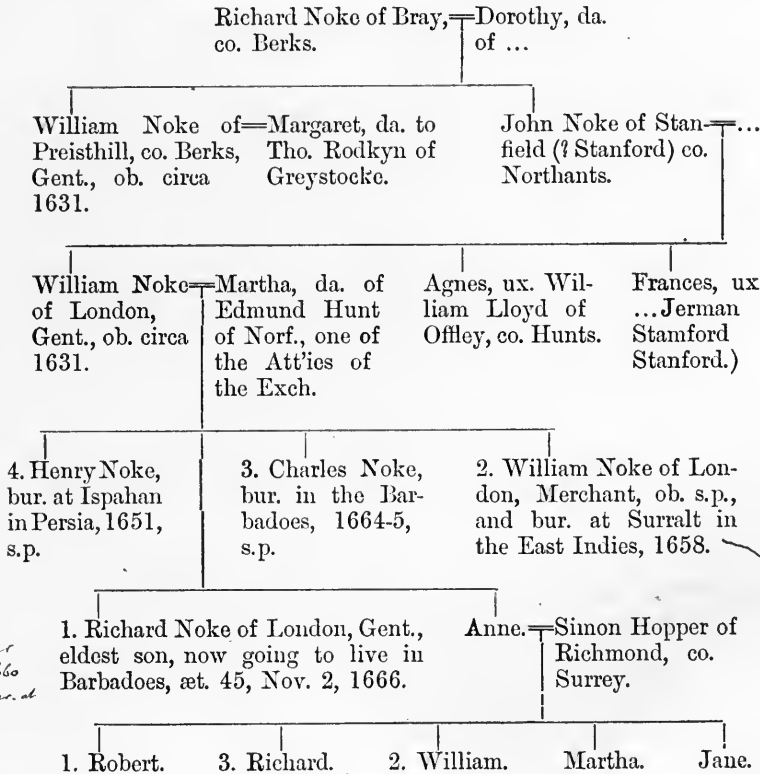 Richard Noke of Bray,
co. Berks.
Dorothy, da.
of ...
William Noke of
Preisthill, co. Berks,
Gent., ob. circa
1631.
Margaret, da. to
Tho. Rodkyn of
Greystocke.
John Noke of Stan-
field (? Stanford) co.
Northants.
...
William Noke
of London,
Gent., ob. circa
1631.
Martha, da. of
Edmund Hunt
of Norf., one of
the Att'ies of
the Exch.
Agnes, ux. Wil-
liam Lloyd of
Offley, co. Hunts.
Frances, ux
...Jerman
Stamford
Stanford.)
4. Henry Noke,
bur. at Ispahan
in Persia, 1651,
s.p.
3. Charles Noke,
bur. in the Bar-
badoes, 1664-5,
s.p.
2. William Noke of Lon-
don, Merchant, ob. s.p.,
and bur. at Surralt in
the East Indies, 1658.
1. Richard Noke of London, Gent.,
eldest son, now going to live in
Barbadoes, æt. 45, Nov. 2, 1666.
Anne.
Simon Hopper of
Richmond, co.
Surrey.
1. Robert.
3. Richard.
2. William.
Martha.
Jane.